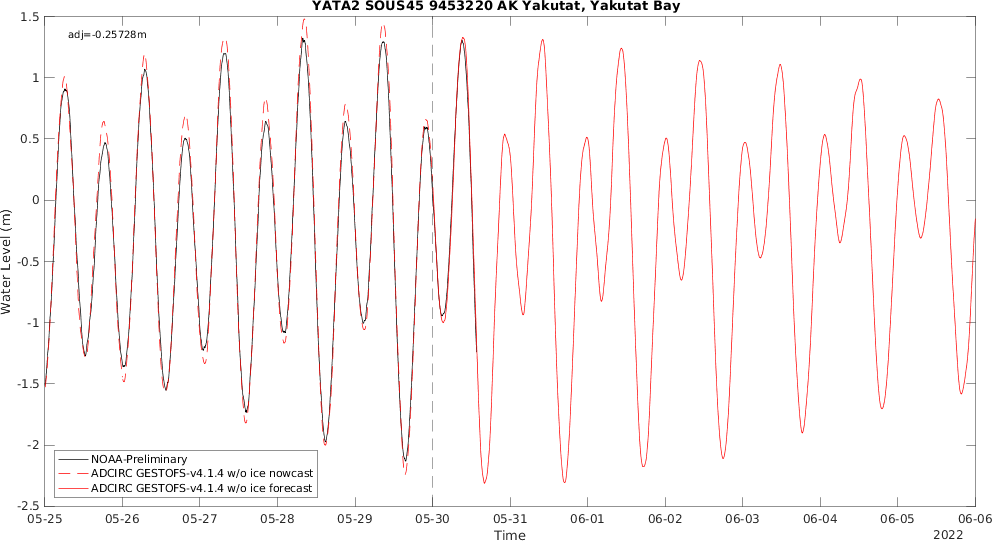 YATA2 SOUS45 9453220 AK Yakutat, Yakutat Bay
adj=-0.25728m
1.5
1
0.5
0
-0.5
-1
-1.5
-2
-2.5
Water Level (m)
NOAA-Preliminary
ADCIRC GESTOFS-v4.1.4 w/o ice nowcast
ADCIRC GESTOFS-v4.1.4 w/o ice forecast
05-25 05-26 05-27 05-28 05-29 05-30 05-31 06-01 06-02 06-03 06-04 06-05 06-06
Time
2022